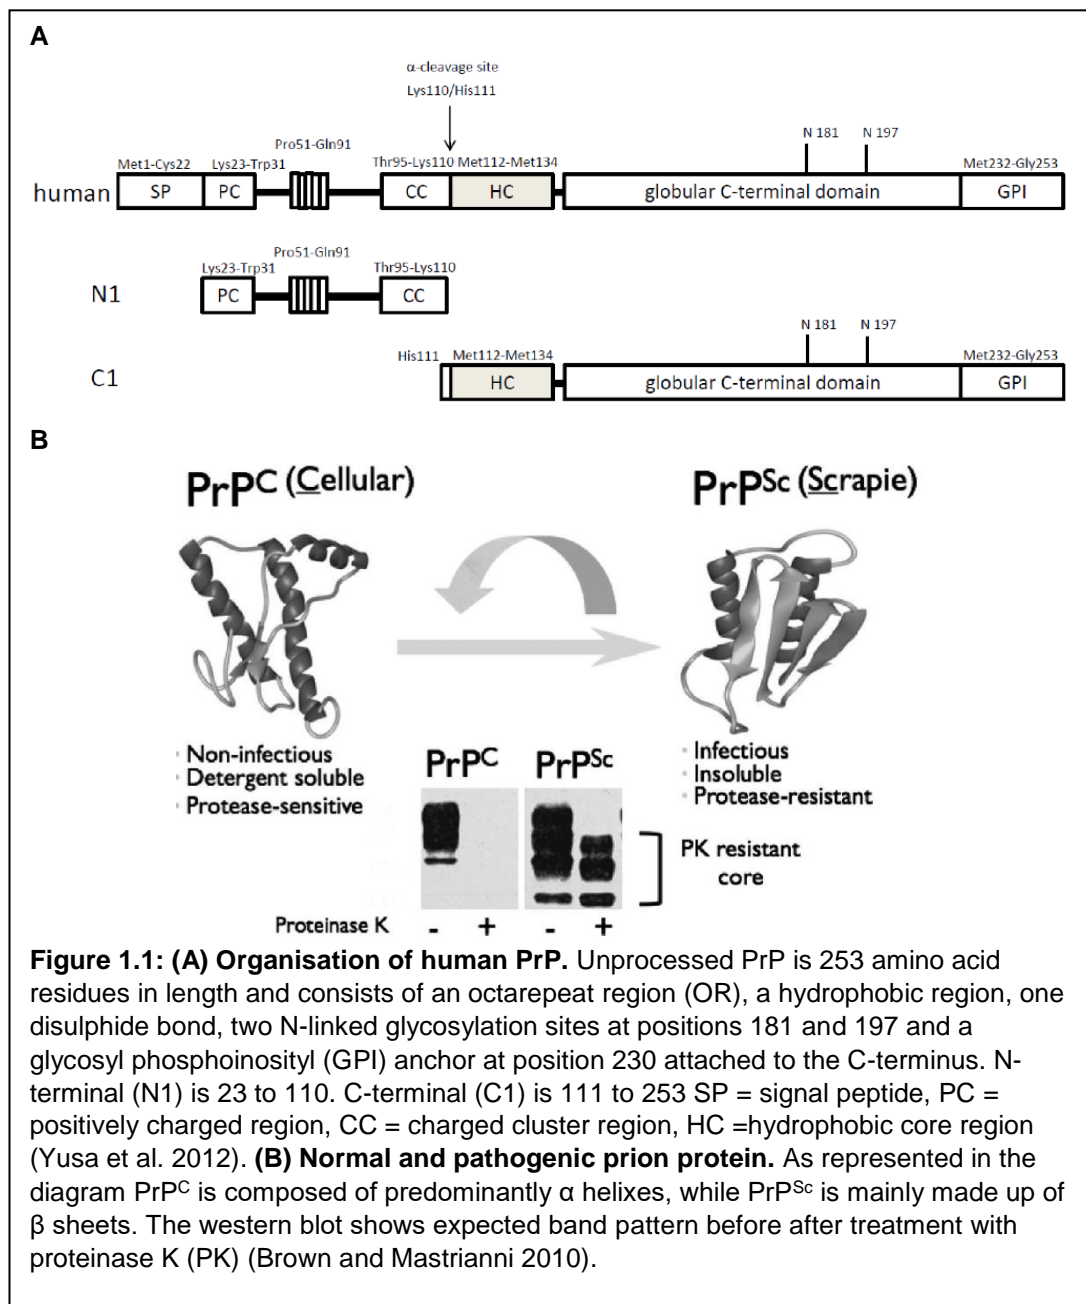 A
α-cleavage site
Lys110/His111
N 181
N 197
Pro51-Gln91
Met1-Cys22
Lys23-Trp31
Thr95-Lys110
Met112-Met134
Met232-Gly253
human
SP
PC
CC
HC
globular C-terminal domain
GPI
Pro51-Gln91
Lys23-Trp31
Thr95-Lys110
N1
PC
CC
N 181
N 197
His111
Met112-Met134
Met232-Gly253
C1
HC
globular C-terminal domain
GPI
B
PrPC (Cellular)
PrPSc (Scrapie)
· Non-infectious
· Detergent soluble
· Protease-sensitive
· Infectious
· Insoluble
· Protease-resistant
PrPC
PrPSc
PK resistant
core
Proteinase K - + - +
Figure 1.1: (A) Organisation of human PrP. Unprocessed PrP is 253 amino acid
residues in length and consists of an octarepeat region (OR), a hydrophobic region, one
disulphide bond, two N-linked glycosylation sites at positions 181 and 197 and a
glycosyl phosphoinosityl (GPI) anchor at position 230 attached to the C-terminus. N-
terminal (N1) is 23 to 110. C-terminal (C1) is 111 to 253 SP = signal peptide, PC =
positively charged region, CC = charged cluster region, HC =hydrophobic core region
(Yusa et al. 2012). (B) Normal and pathogenic prion protein. As represented in the
diagram PrPC is composed of predominantly α helixes, while PrPSc is mainly made up of
β sheets. The western blot shows expected band pattern before after treatment with
proteinase K (PK) (Brown and Mastrianni 2010).